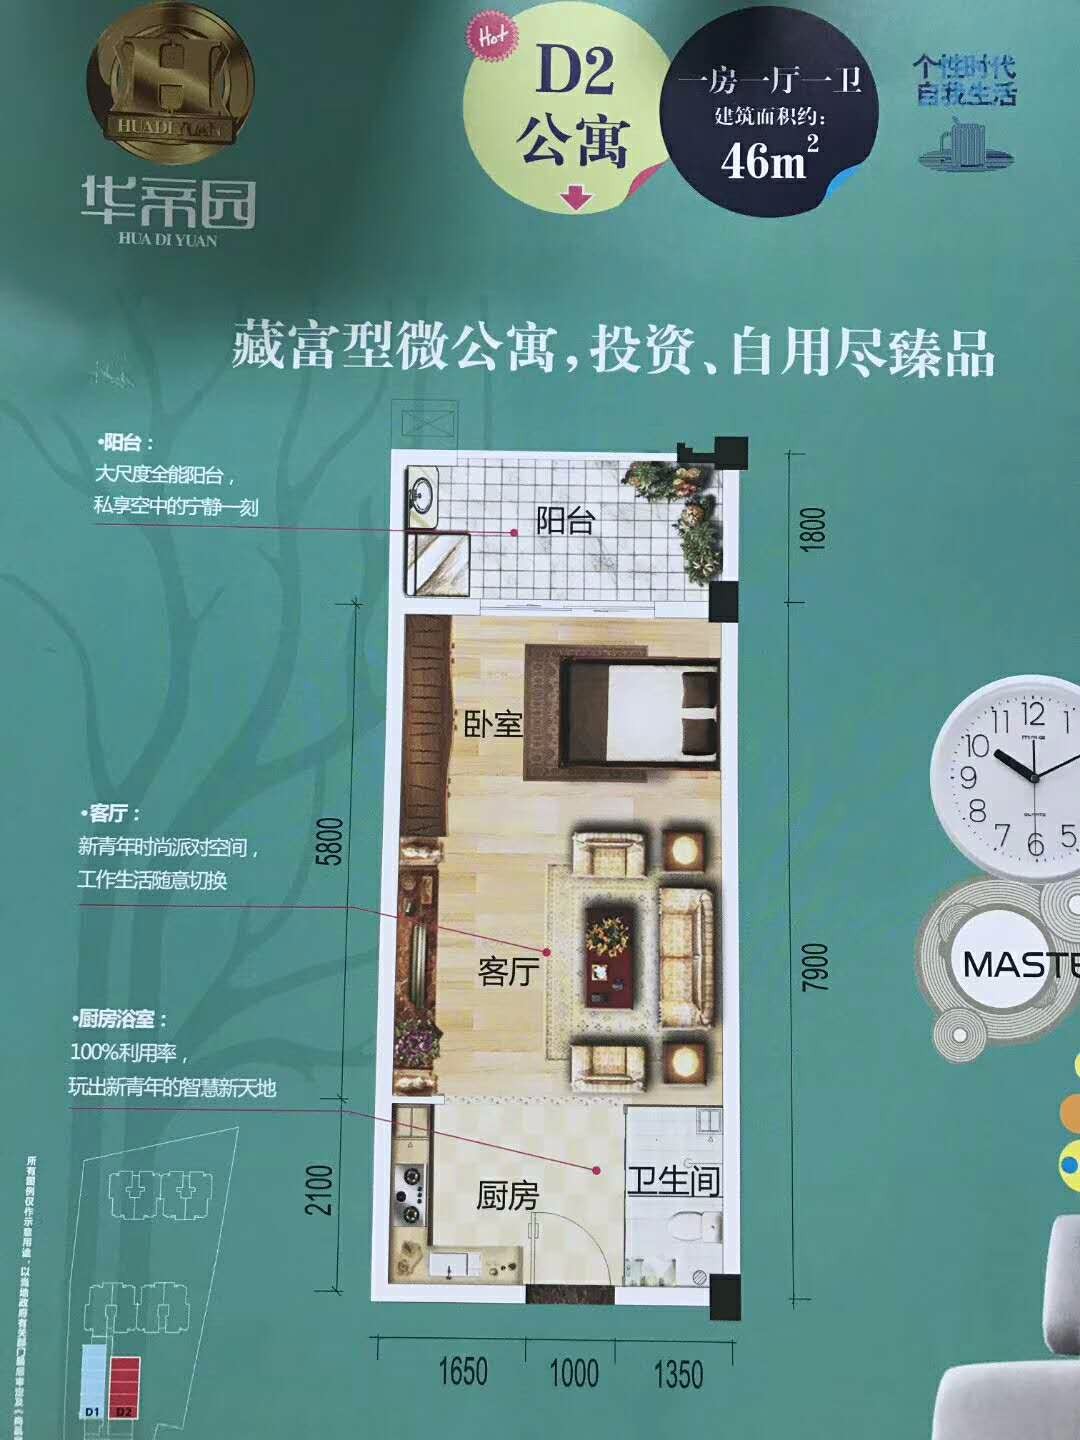 HUADI YUAN
华帝园
HUA DI YUAN
Hot
D2
公寓
一房一厅一卫
建筑面积约：
46m²
个性时代
自我生活
藏富型微公寓，投资、自用尽臻品
·阳台：
大尺度全能阳台，
私享空中的宁静一刻
阳台
1800
卧室
·客厅：
新青年时尚派对空间，
工作生活随意切换
5800
客厅
7900
·厨房浴室：
100%利用率，
玩出新青年的智慧新天地
2100
厨房
卫生间
1650
1000
1350
D1
D2
11 12 1
10
9
8
7 6 5
MASTE
所有图例仅作示意用途，以当地政府有关部门最后审定及